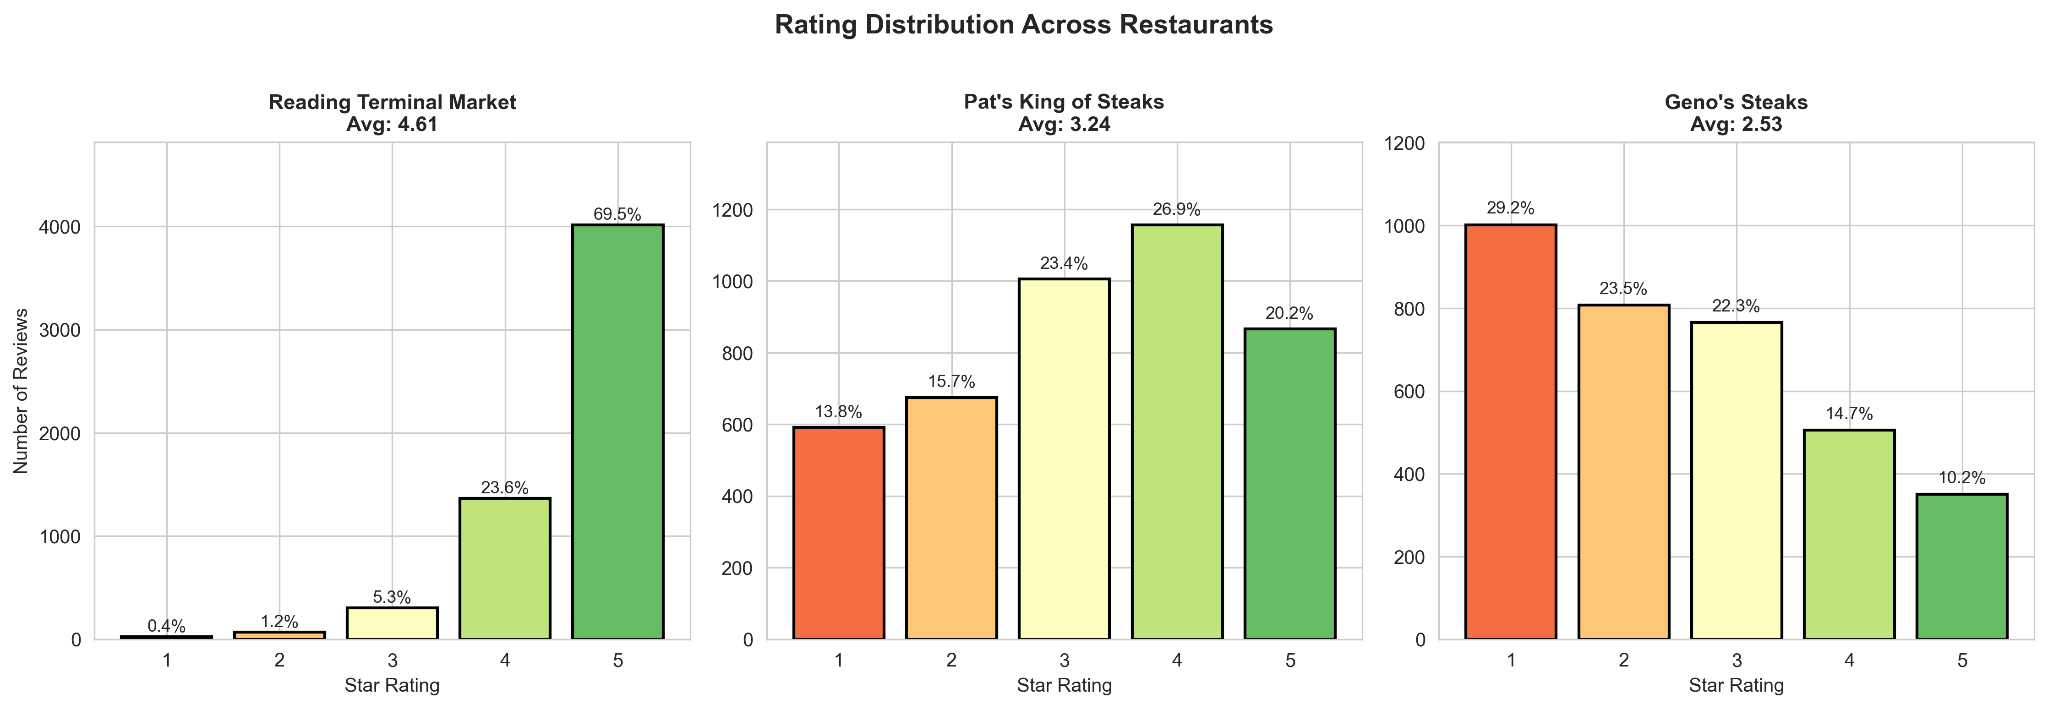 Rating Distribution Across Restaurants
Reading Terminal Market
Avg: 4.61
Number of Reviews
4000
3000
2000
1000
0
0.4%
1.2%
5.3%
23.6%
69.5%
1 2 3 4 5
Star Rating
Pat's King of Steaks
Avg: 3.24
1200
1000
800
600
400
200
0
13.8%
15.7%
23.4%
26.9%
20.2%
1 2 3 4 5
Star Rating
Geno's Steaks
Avg: 2.53
1200
1000
800
600
400
200
0
29.2%
23.5%
22.3%
14.7%
10.2%
1 2 3 4 5
Star Rating